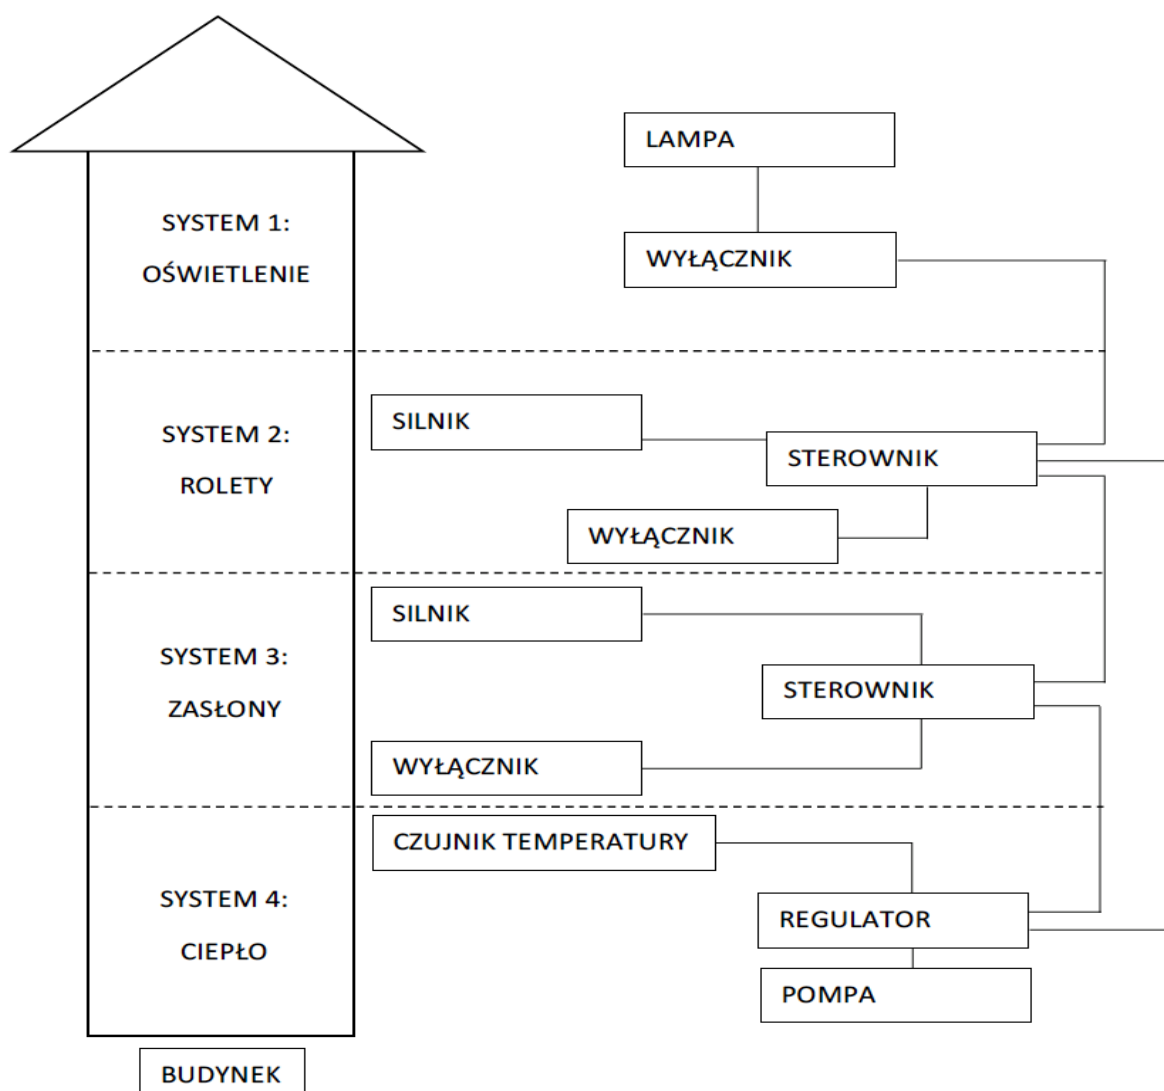 LAMPA
SYSTEM 1:
OŚWIETLENIE
WYŁĄCZNIK
SYSTEM 2:
ROLETY
SILNIK
STEROWNIK
WYŁĄCZNIK
SYSTEM 3:
ZASŁONY
SILNIK
STEROWNIK
WYŁĄCZNIK
SYSTEM 4:
CIEPŁO
CZUJNIK TEMPERATURY
REGULATOR
POMPA
BUDYNEK